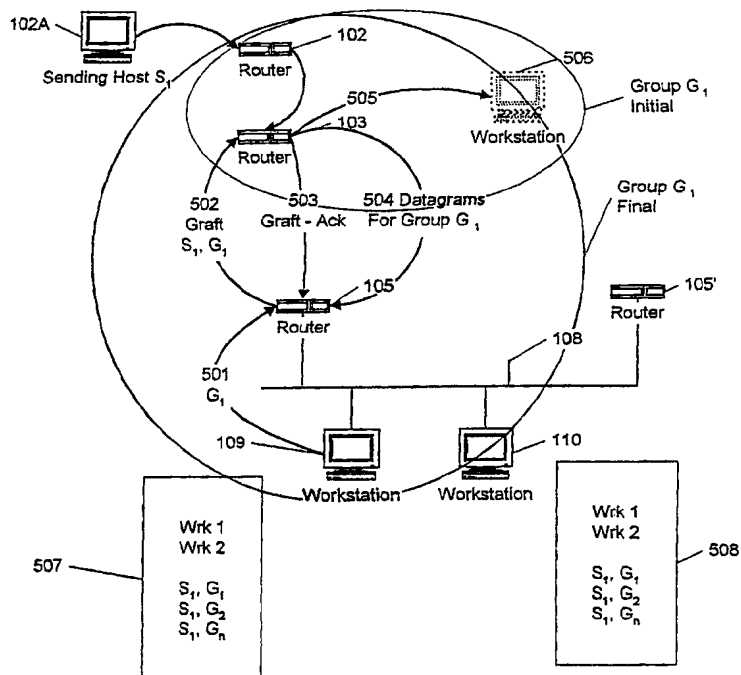 102A
Sending Host S1
102
Router
506
Group G1
Initial
505
103
Router
Workstation
502
Graft
S1, G1
503
Graft - Ack
504 Datagrams
For Group G1
Group G1
Final
105
Router
105'
Router
108
501
G1
109
Workstation
110
Workstation
507
Wrk 1
Wrk 2
S1, G1
S1, G2
S1, Gn
508
Wrk 1
Wrk 2
S1, G1
S1, G2
S1, Gn